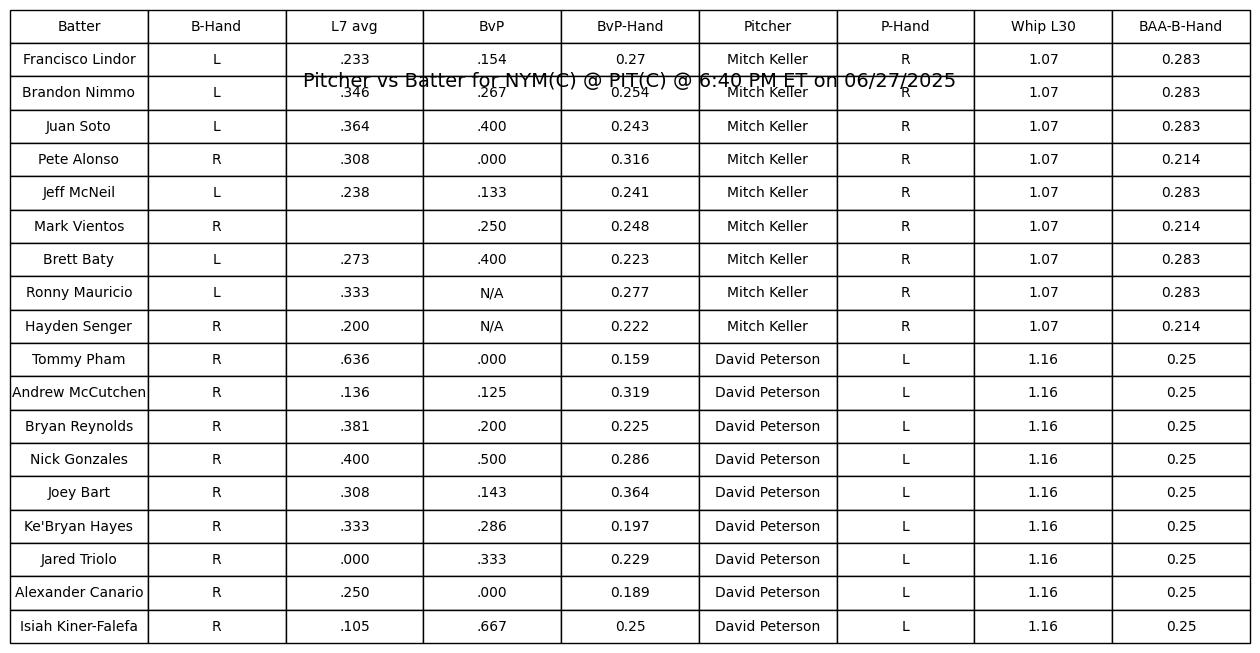 Batter B-Hand L7 avg BvP BvP-Hand Pitcher P-Hand Whip L30 BAA-B-Hand
Francisco Lindor L .233 .154 0.27 Mitch Keller R 1.07 0.283
Pitcher vs Batter for NYM(C) @ PIT(C) @ 6:40 PM ET on 06/27/2025
Brandon Nimmo L .346 .267 0.254 Mitch Keller R 1.07 0.283
Juan Soto L .364 .400 0.243 Mitch Keller R 1.07 0.283
Pete Alonso R .308 .000 0.316 Mitch Keller R 1.07 0.214
Jeff McNeil L .238 .133 0.241 Mitch Keller R 1.07 0.283
Mark Vientos R .250 0.248 Mitch Keller R 1.07 0.214
Brett Baty L .273 .400 0.223 Mitch Keller R 1.07 0.283
Ronny Mauricio L .333 N/A 0.277 Mitch Keller R 1.07 0.283
Hayden Senger R .200 N/A 0.222 Mitch Keller R 1.07 0.214
Tommy Pham R .636 .000 0.159 David Peterson L 1.16 0.25
Andrew McCutchen R .136 .125 0.319 David Peterson L 1.16 0.25
Bryan Reynolds R .381 .200 0.225 David Peterson L 1.16 0.25
Nick Gonzales R .400 .500 0.286 David Peterson L 1.16 0.25
Joey Bart R .308 .143 0.364 David Peterson L 1.16 0.25
Ke'Bryan Hayes R .333 .286 0.197 David Peterson L 1.16 0.25
Jared Triolo R .000 .333 0.229 David Peterson L 1.16 0.25
Alexander Canario R .250 .000 0.189 David Peterson L 1.16 0.25
Isiah Kiner-Falefa R .105 .667 0.25 David Peterson L 1.16 0.25